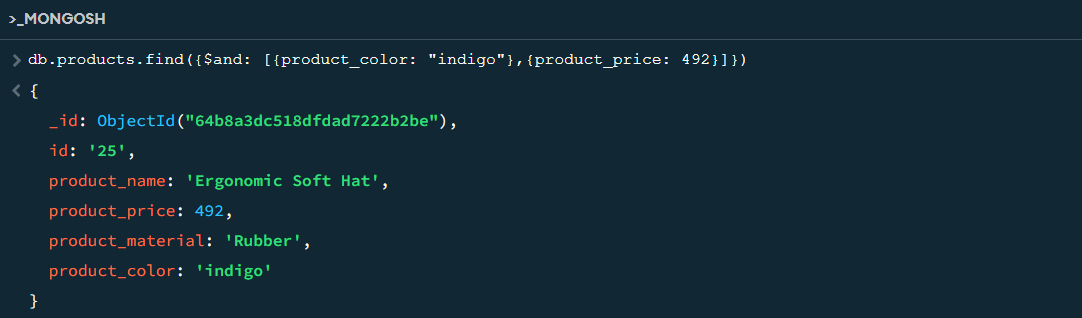 >_MONGOSH
> db.products.find({$and: [{product_color: "indigo"},{product_price: 492}]})
< {
_id: ObjectId("64b8a3dc518dfdad7222b2be"),
id: '25',
product_name: 'Ergonomic Soft Hat',
product_price: 492,
product_material: 'Rubber',
product_color: 'indigo'
}